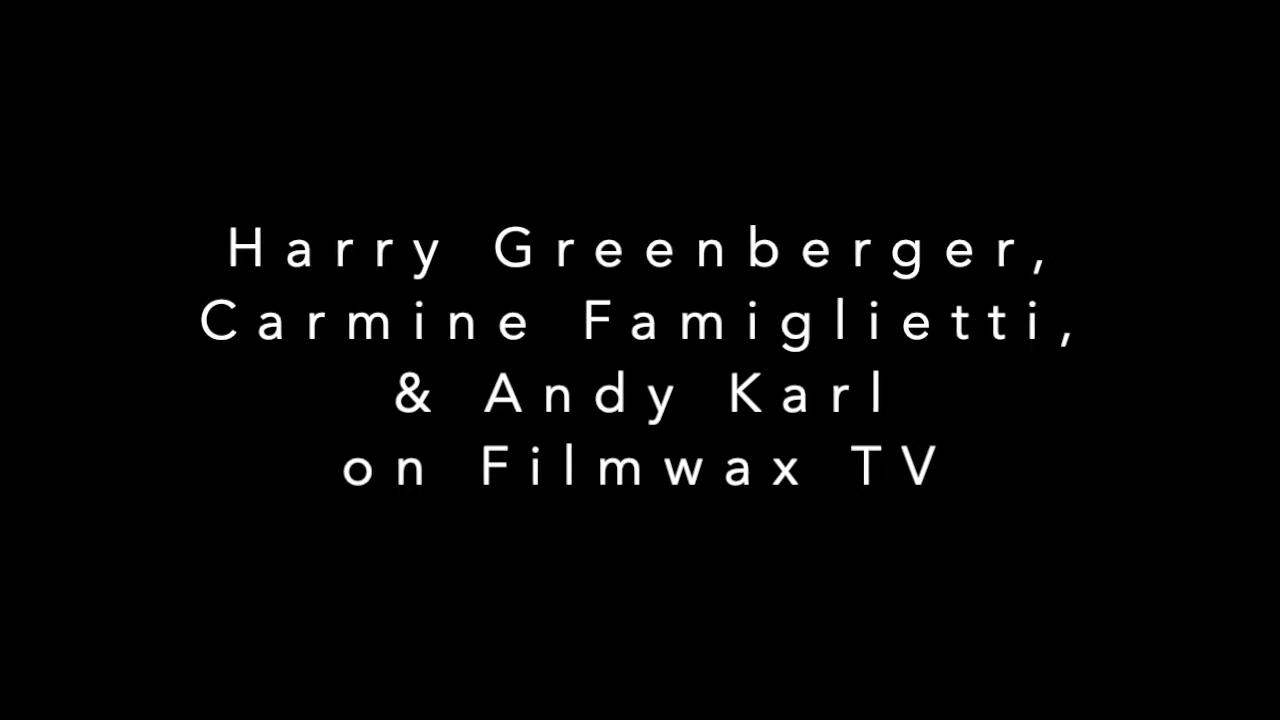 Harry Greenberger,
Carmine Famiglietti,
& Andy Karl
on Filmwax TV